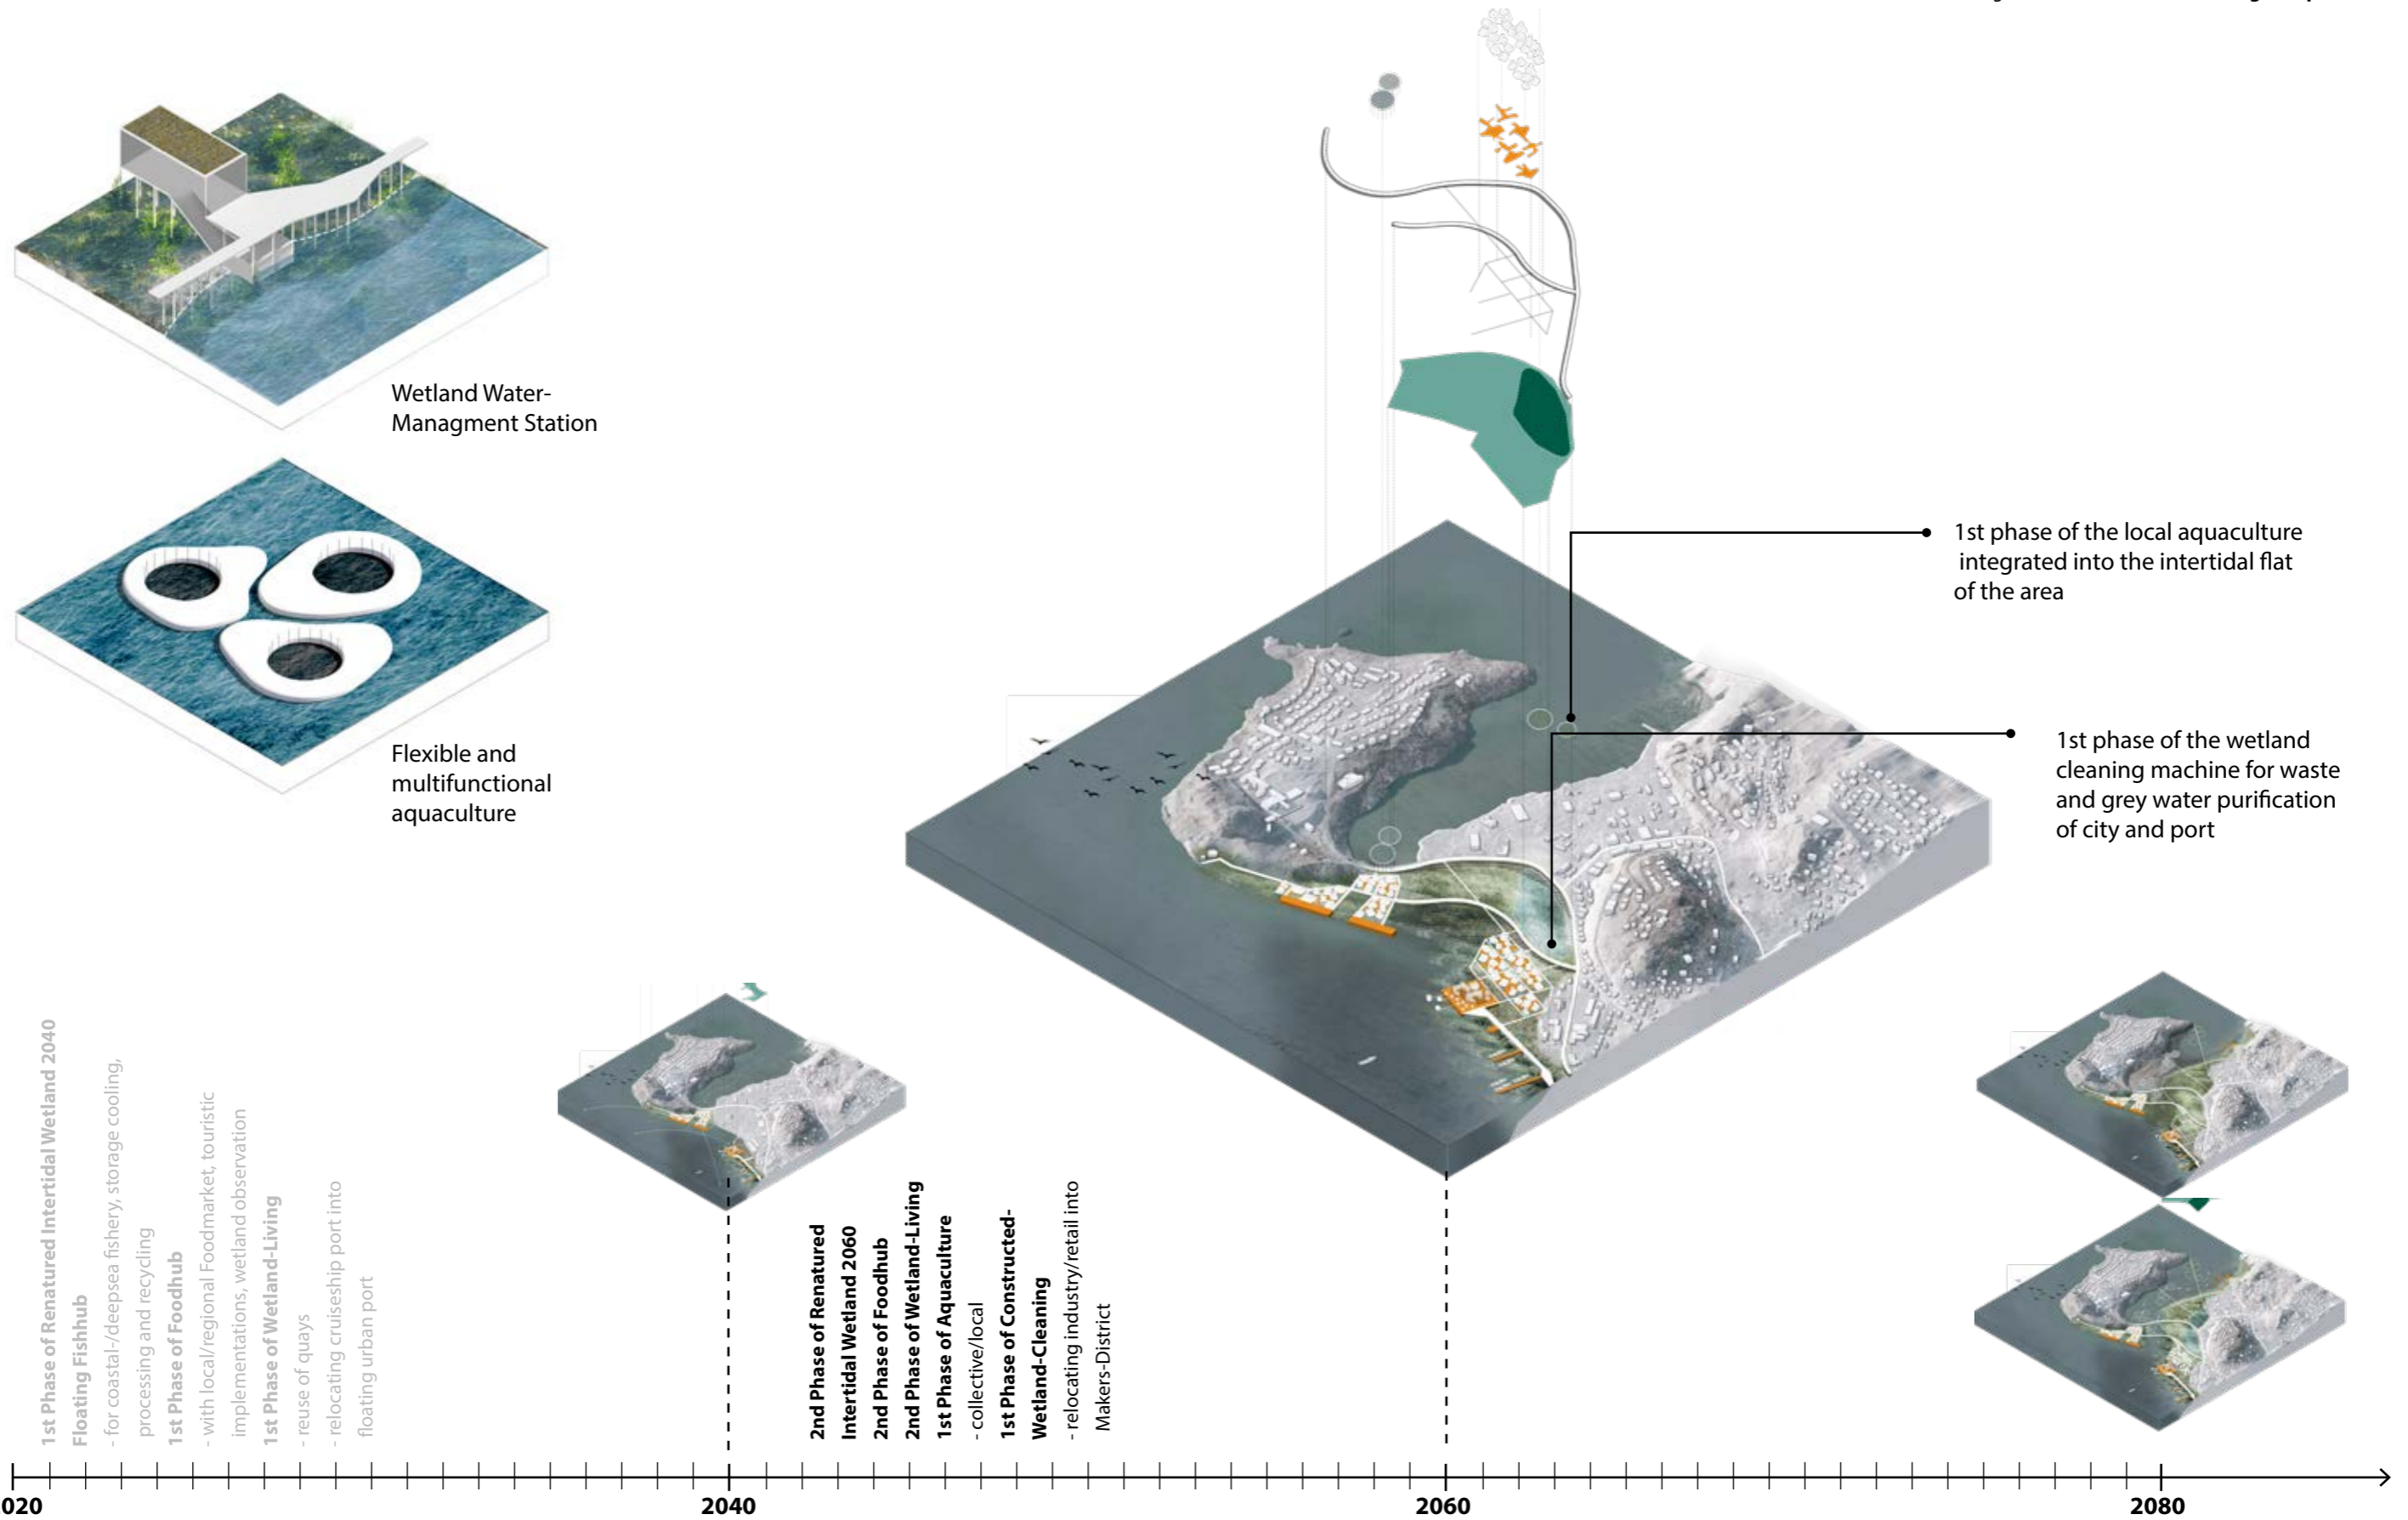 Wetland Water-
Managment Station
Flexible and
multifunctional
aquaculture
1st phase of the local aquaculture
integrated into the intertidal flat
of the area
1st phase of the wetland
cleaning machine for waste
and grey water purification
of city and port
1st Phase of Renatured Intertidal Wetland 2040
Floating Fishhub
- for coastal-/deepsea fishery, storage cooling,
processing and recycling
1st Phase of Foodhub
- with local/regional Foodmarket, touristic
implementations, wetland observation
1st Phase of Wetland-Living
- reuse of quays
- relocating cruiseship port into
floating urban port
2nd Phase of Renatured
Intertidal Wetland 2060
2nd Phase of Foodhub
2nd Phase of Wetland-Living
1st Phase of Aquaculture
- collective/local
1st Phase of Constructed-
Wetland-Cleaning
- relocating industry/retail into
Makers-District
020
2040
2060
2080